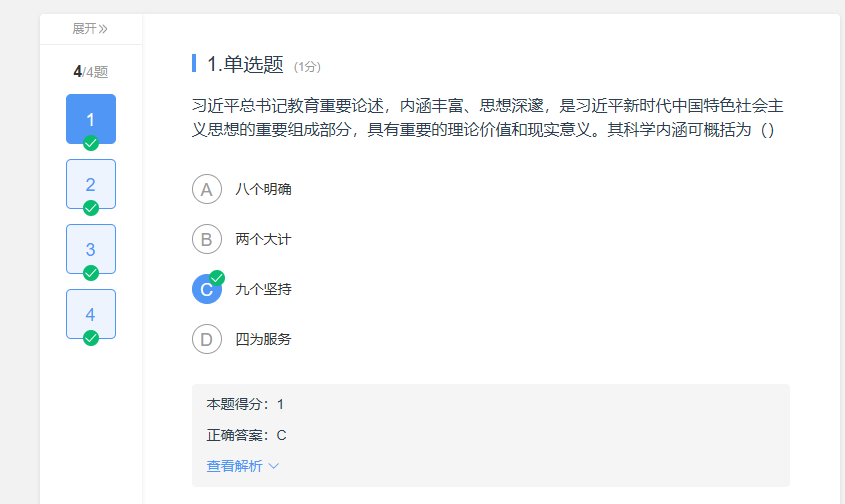 展开
4/4题
1
2
3
4
1.单选题 (1分)
习近平总书记教育重要论述，内涵丰富、思想深邃，是习近平新时代中国特色社会主
义思想的重要组成部分，具有重要的理论价值和现实意义。其科学内涵可概括为（）
A 八个明确
B 两个大计
C 九个坚持
D 四为服务
本题得分：1
正确答案：C
查看解析